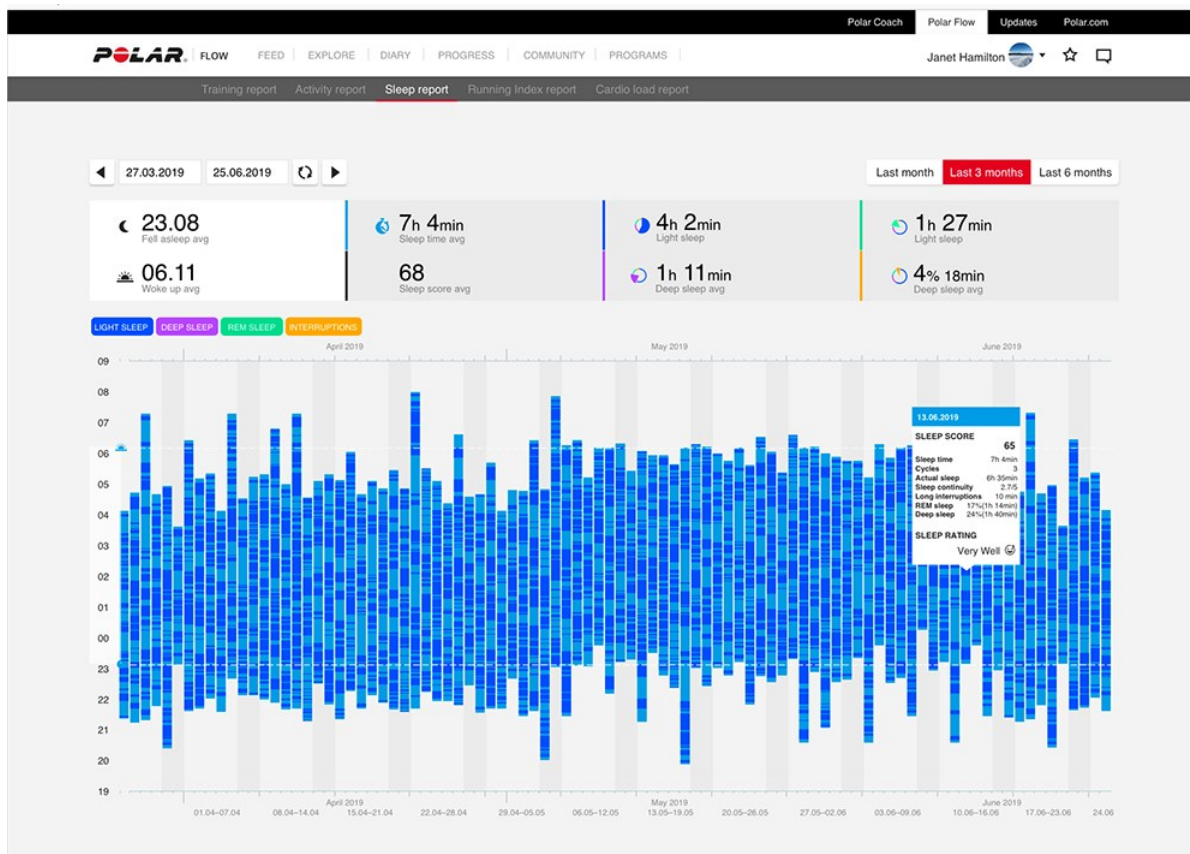 Polar Coach Polar Flow Updates Polar.com
POLAR. FLOW FEED EXPLORE DIARY PROGRESS COMMUNITY PROGRAMS Janet Hamilton
Training report Activity report Sleep report Running Index report Cardio load report
27.03.2019 25.06.2019 Last month Last 3 months Last 6 months
23.08 7h 4min 4h 2min 1h 27min
Fell asleep avg Sleep time avg Light sleep Light sleep
06.11 68 1h 11min 4% 18min
Woke up avg Sleep score avg Deep sleep avg Deep sleep avg
LIGHT SLEEP DEEP SLEEP REM SLEEP INTERRUPTIONS
April 2019 May 2019 June 2019
09
08
07
06
05
04
03
02
01
00
23
22
21
20
19
13.06.2019
SLEEP SCORE
65
Sleep time 7h 4min
Cycles 3
Actual sleep 6h 35min
Sleep continuity 2.7/5
Long interruptions 10 min
REM sleep 17%(1h 14min)
Deep sleep 24%(1h 40min)
SLEEP RATING
Very Well
April 2019 May 2019 June 2019
01.04–07.04 08.04–14.04 15.04–21.04 22.04–28.04 29.04–05.05 06.05–12.05 13.05–19.05 20.05–26.05 27.05–02.06 03.06–09.06 10.06–16.06 17.06–23.06 24.06